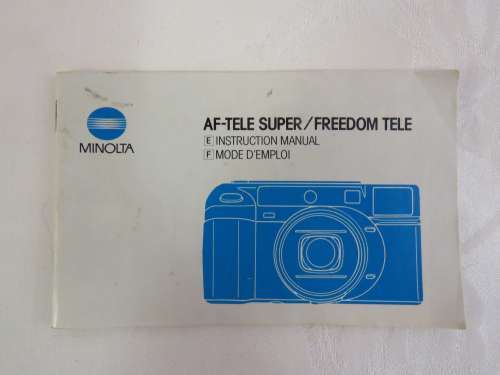 MINOLTA
AF-TELE SUPER/FREEDOM TELE
E INSTRUCTION MANUAL
F MODE D'EMPLOI